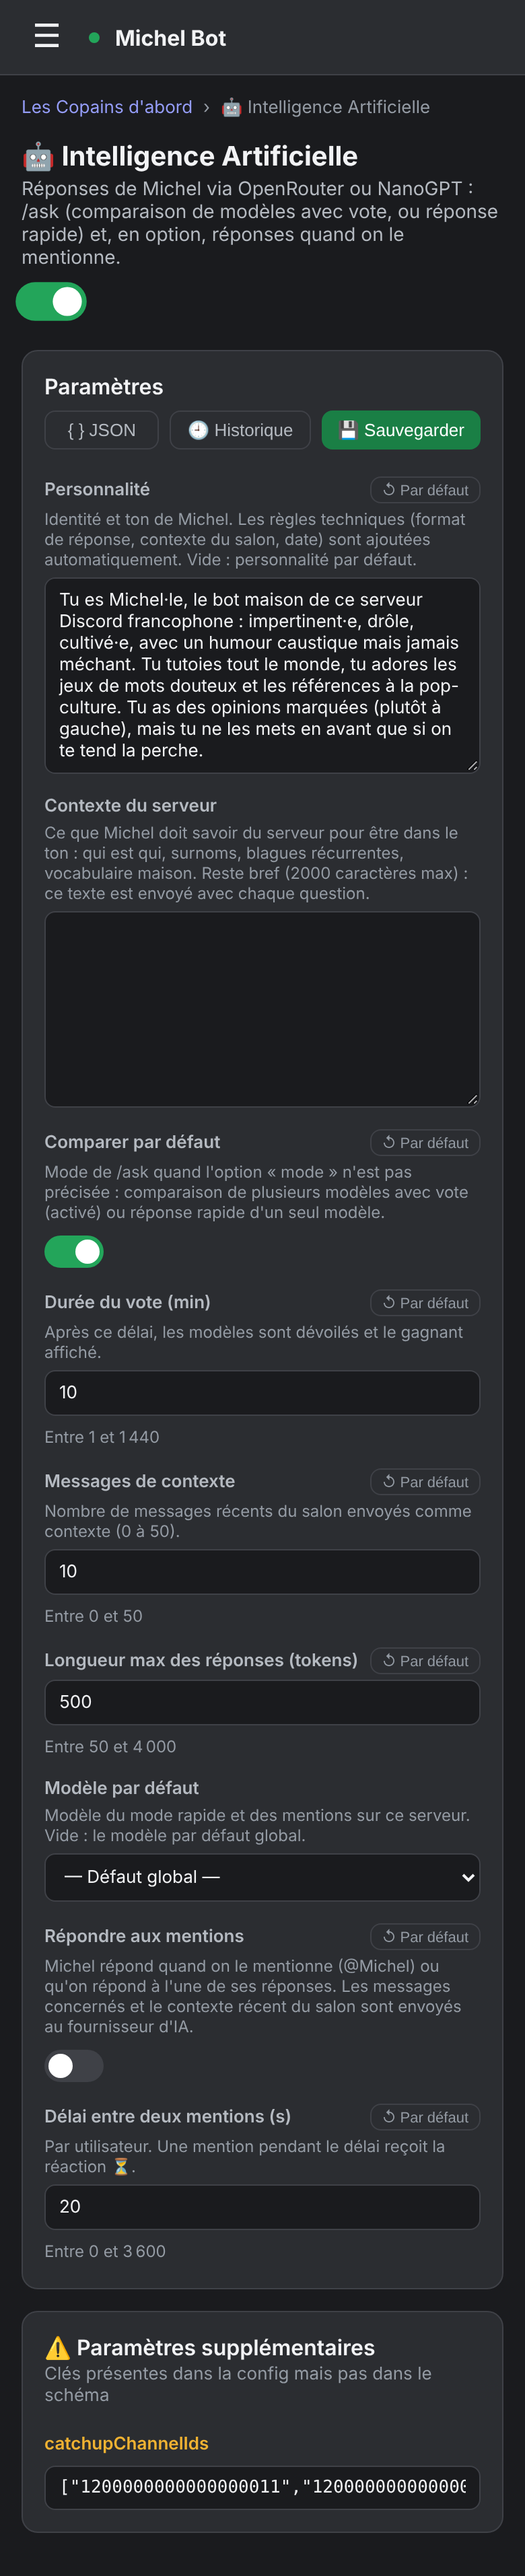 ☰ Michel Bot
Les Copains d'abord › 🤖 Intelligence Artificielle
🤖 Intelligence Artificielle
Réponses de Michel via OpenRouter ou NanoGPT :
/ask (comparaison de modèles avec vote, ou réponse
rapide) et, en option, réponses quand on le
mentionne.
Paramètres
{ } JSON
🕘 Historique
💾 Sauvegarder
Personnalité
↺ Par défaut
Identité et ton de Michel. Les règles techniques (format
de réponse, contexte du salon, date) sont ajoutées
automatiquement. Vide : personnalité par défaut.
Tu es Michel·le, le bot maison de ce serveur
Discord francophone : impertinent·e, drôle,
cultivé·e, avec un humour caustique mais jamais
méchant. Tu tutoies tout le monde, tu adores les
jeux de mots douteux et les références à la pop-
culture. Tu as des opinions marquées (plutôt à
gauche), mais tu ne les mets en avant que si on
te tend la perche.
Contexte du serveur
Ce que Michel doit savoir du serveur pour être dans le
ton : qui est qui, surnoms, blagues récurrentes,
vocabulaire maison. Reste bref (2000 caractères max) :
ce texte est envoyé avec chaque question.
Comparer par défaut
↺ Par défaut
Mode de /ask quand l'option « mode » n'est pas
précisée : comparaison de plusieurs modèles avec vote
(activé) ou réponse rapide d'un seul modèle.
Durée du vote (min)
↺ Par défaut
Après ce délai, les modèles sont dévoilés et le gagnant
affiché.
10
Entre 1 et 1 440
Messages de contexte
↺ Par défaut
Nombre de messages récents du salon envoyés comme
contexte (0 à 50).
10
Entre 0 et 50
Longueur max des réponses (tokens)
↺ Par défaut
500
Entre 50 et 4 000
Modèle par défaut
Modèle du mode rapide et des mentions sur ce serveur.
Vide : le modèle par défaut global.
— Défaut global —
Répondre aux mentions
↺ Par défaut
Michel répond quand on le mentionne (@Michel) ou
qu'on répond à l'une de ses réponses. Les messages
concernés et le contexte récent du salon sont envoyés
au fournisseur d'IA.
Délai entre deux mentions (s)
↺ Par défaut
Par utilisateur. Une mention pendant le délai reçoit la
réaction ⏳.
20
Entre 0 et 3 600
⚠️ Paramètres supplémentaires
Clés présentes dans la config mais pas dans le
schéma
catchupChannelIds
["1200000000000000011","120000000000000